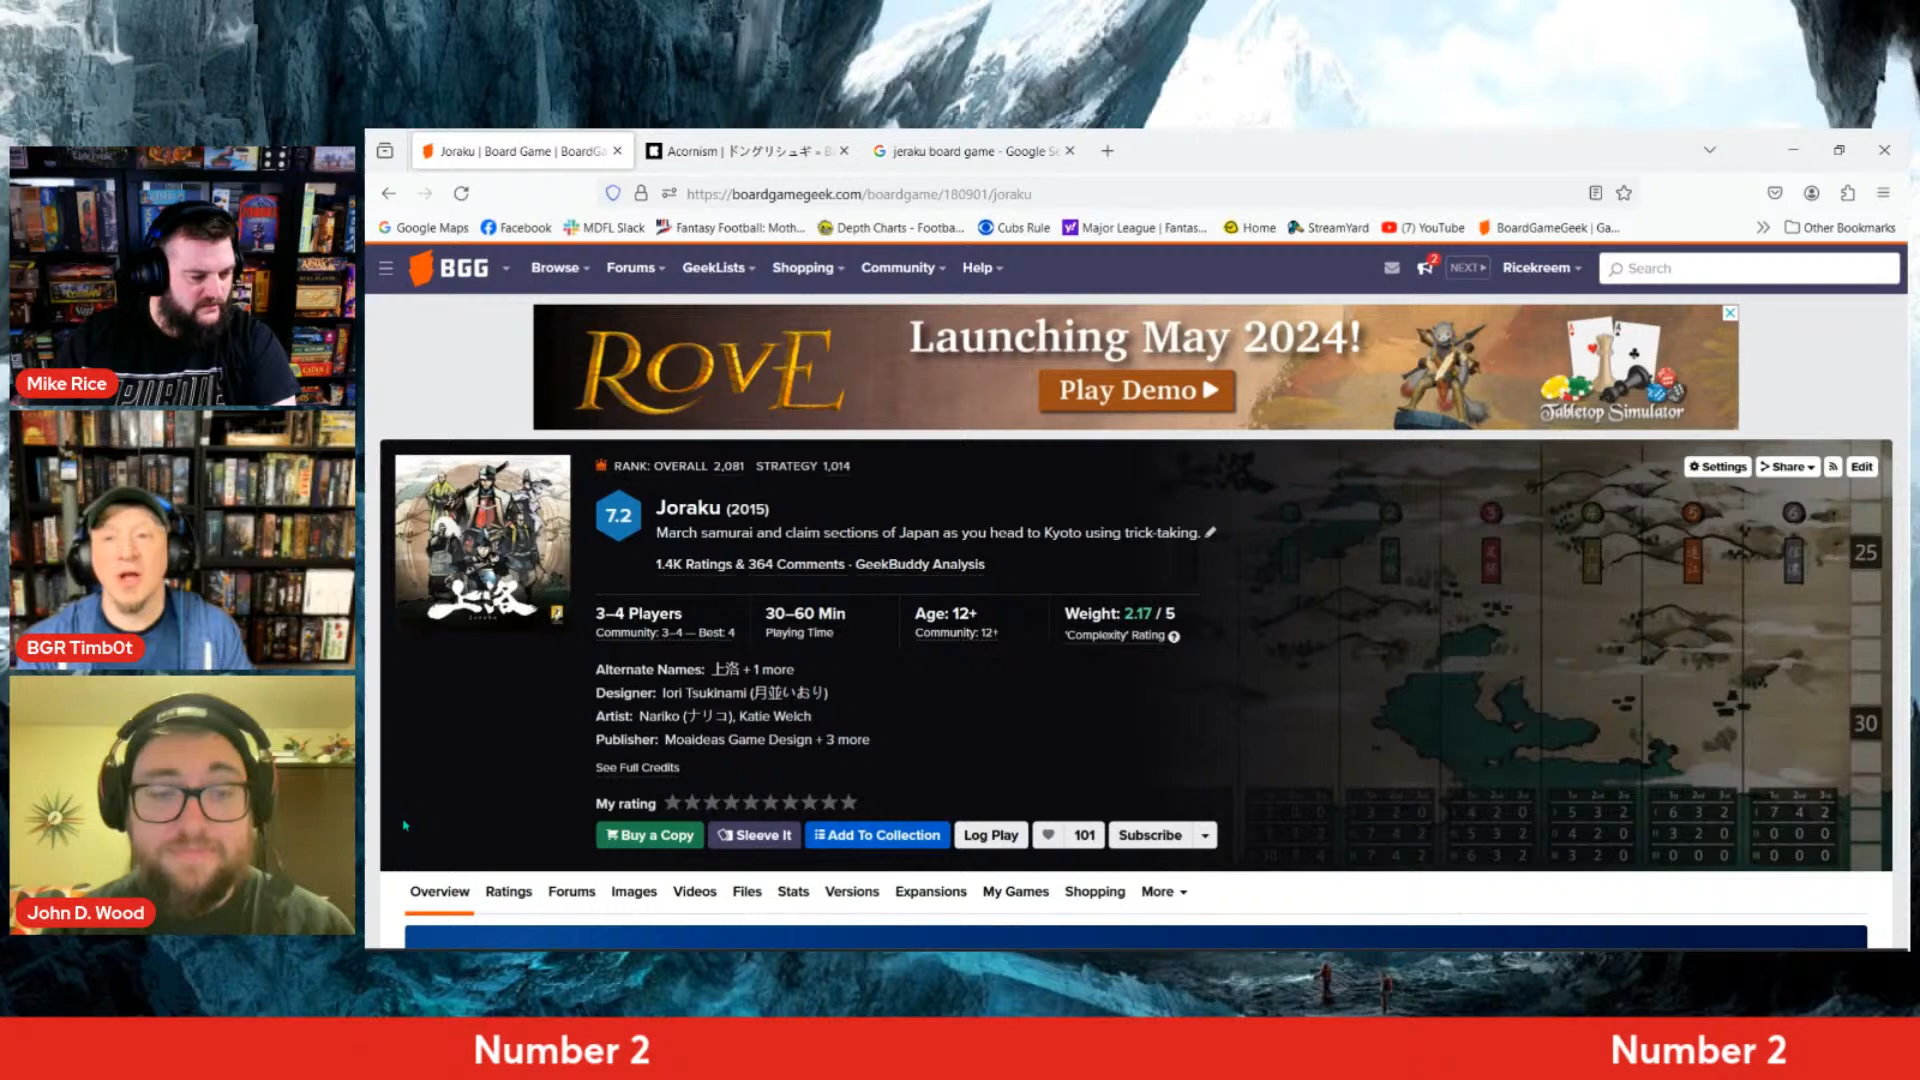 Joraku | Board Game | BoardGa
Acornism | ドングリシュギ » B
jeraku board game - Google Se
https://boardgamegeek.com/boardgame/180901/joraku
Google Maps
Facebook
MDFL Slack
Fantasy Football: Moth...
Depth Charts - Footba...
Cubs Rule
Major League | Fantas...
Home
StreamYard
(7) YouTube
BoardGameGeek | Ga...
Other Bookmarks
BGG
Browse
Forums
GeekLists
Shopping
Community
Help
2
NEXT
Ricekreem
Search
ROVE
Launching May 2024!
Play Demo
Tabletop Simulator
Mike Rice
BGR Timb0t
John D. Wood
上洛
Joraku
RANK: OVERALL 2,081 STRATEGY 1,014
Settings
Share
Edit
7.2
Joraku (2015)
March samurai and claim sections of Japan as you head to Kyoto using trick-taking.
1.4K Ratings & 364 Comments · GeekBuddy Analysis
3–4 Players
Community: 3–4 — Best: 4
30–60 Min
Playing Time
Age: 12+
Community: 12+
Weight: 2.17 / 5
'Complexity' Rating
Alternate Names: 上洛 + 1 more
Designer: Iori Tsukinami (月並いおり)
Artist: Nariko (ナリコ), Katie Welch
Publisher: Moaideas Game Design + 3 more
See Full Credits
My rating
Buy a Copy
Sleeve It
Add To Collection
Log Play
101
Subscribe
25
30
Overview
Ratings
Forums
Images
Videos
Files
Stats
Versions
Expansions
My Games
Shopping
More
Number 2
Number 2